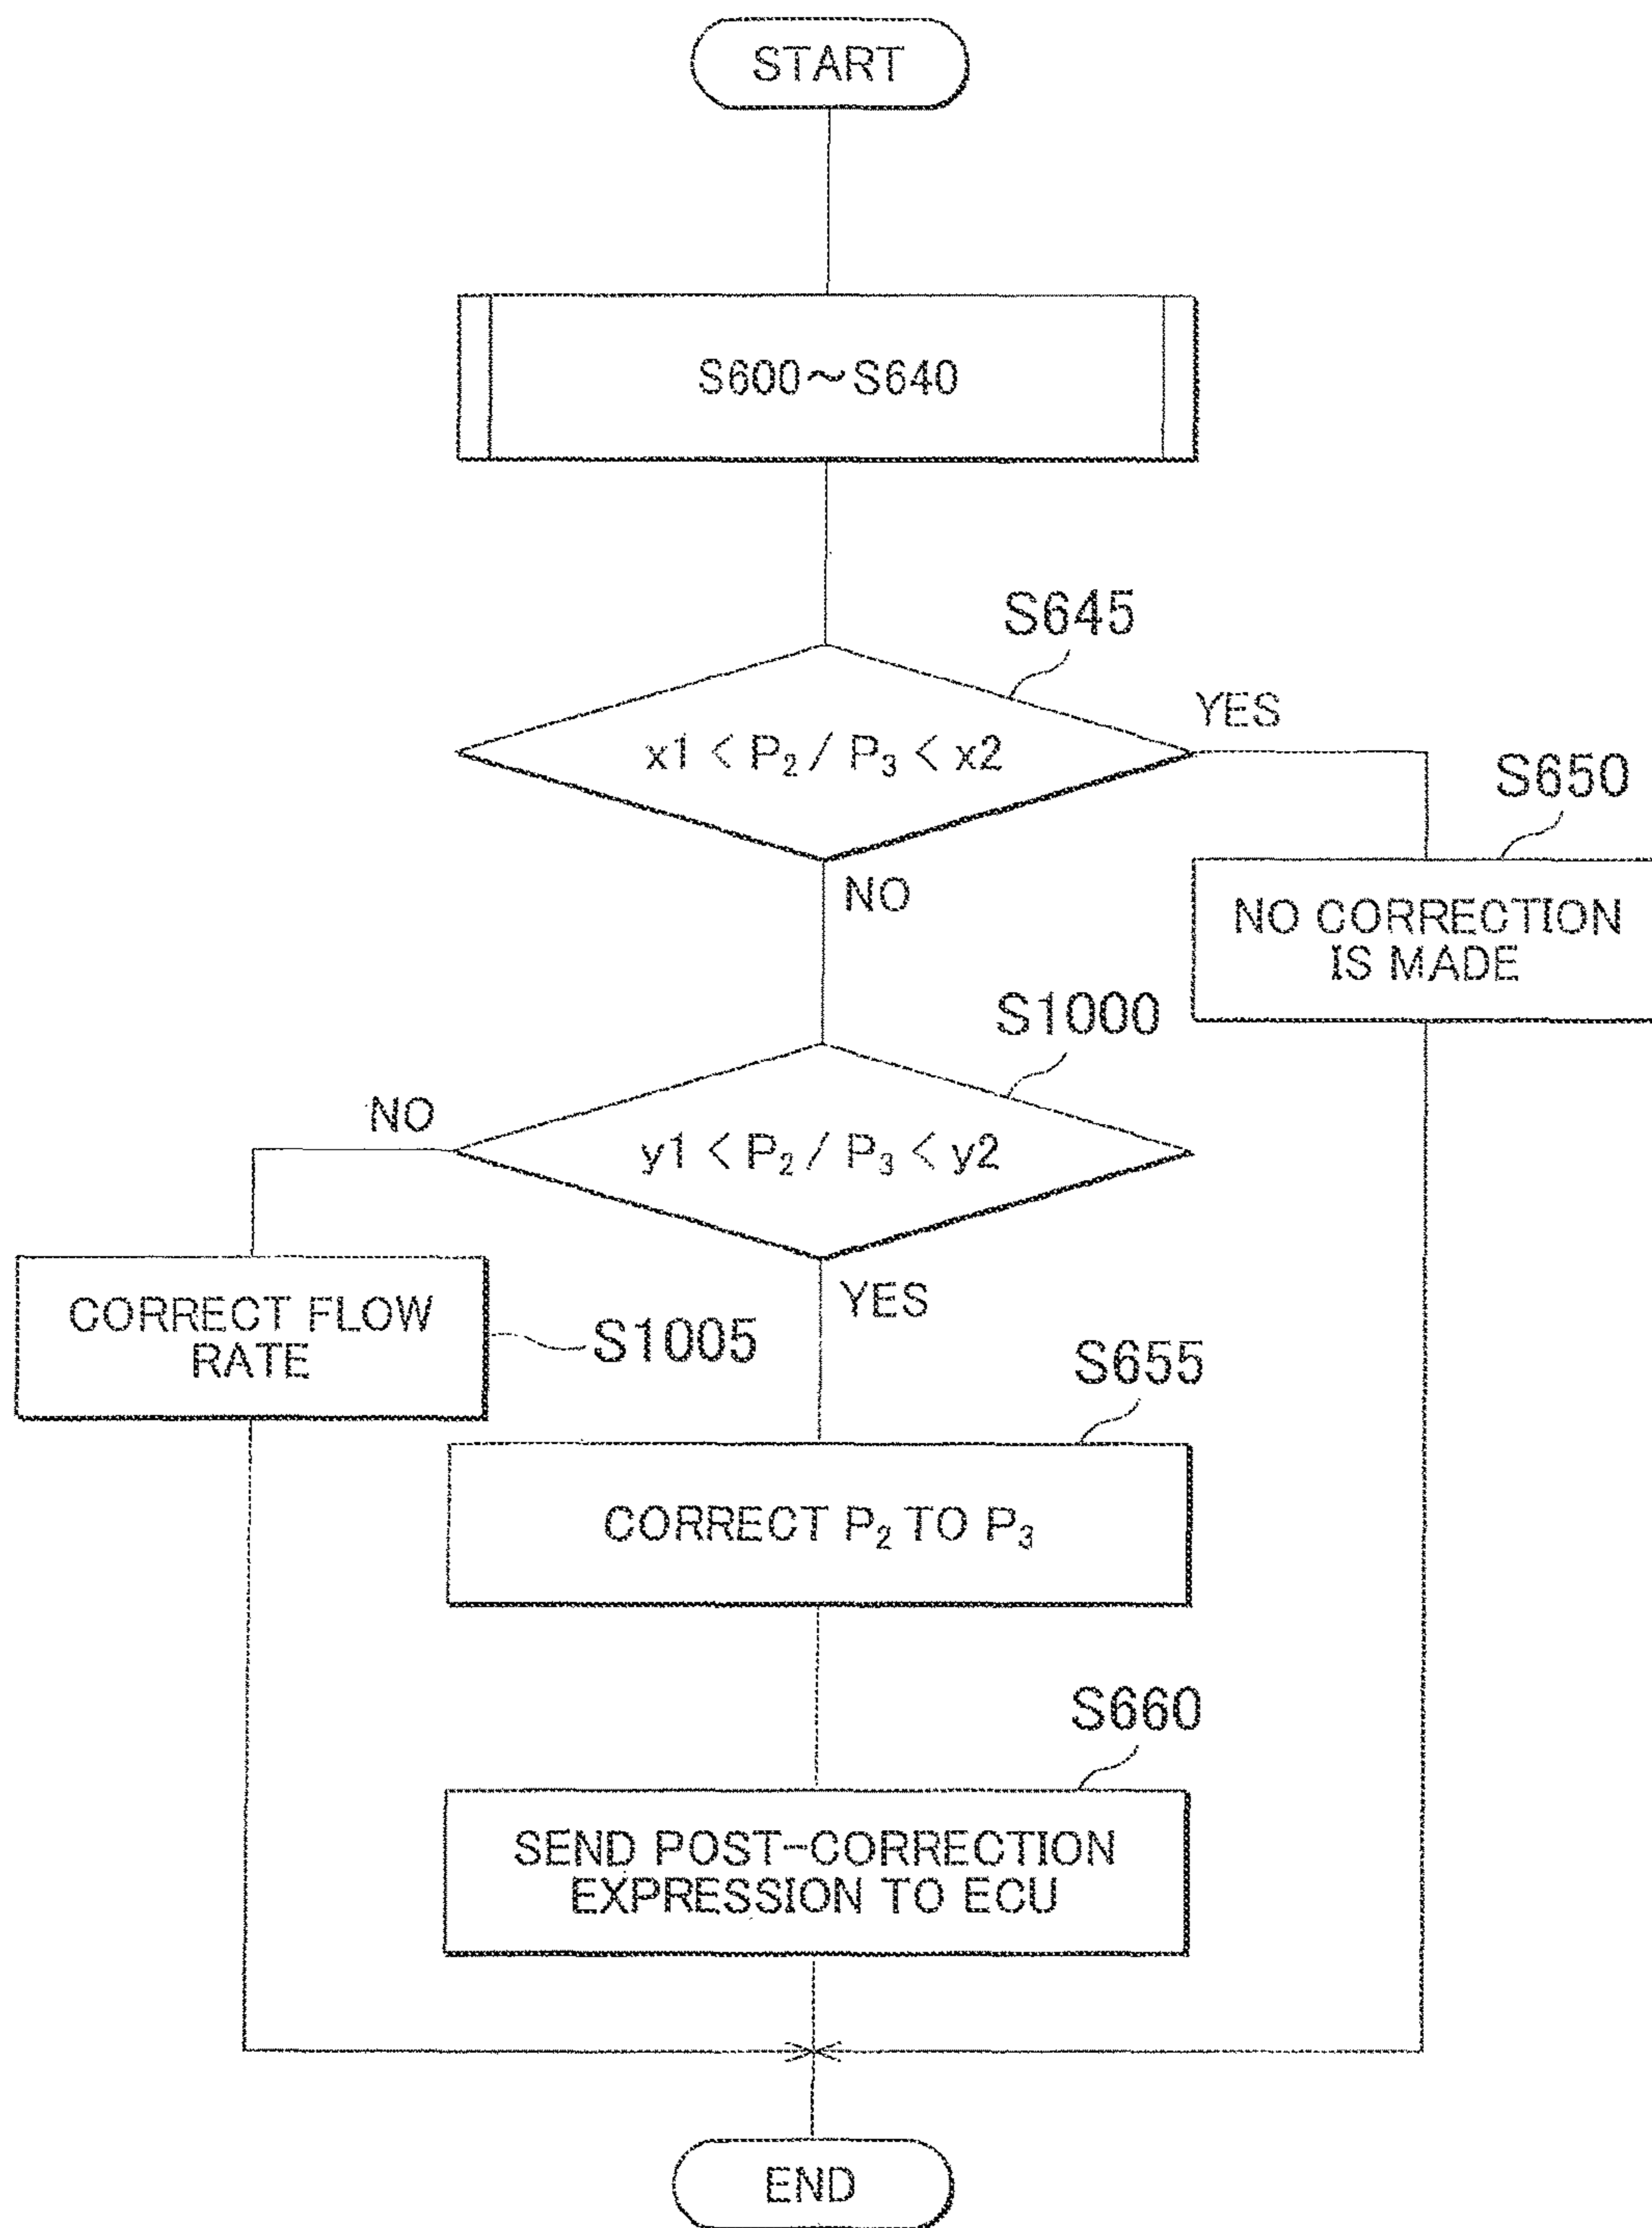 START
S600～S640
S645
x1 < P₂ / P₃ < x2
YES
S650
NO
NO CORRECTION
IS MADE
S1000
NO
y1 < P₂ / P₃ < y2
YES
CORRECT FLOW
RATE
S1005
S655
CORRECT P₂ TO P₃
S660
SEND POST-CORRECTION
EXPRESSION TO ECU
END